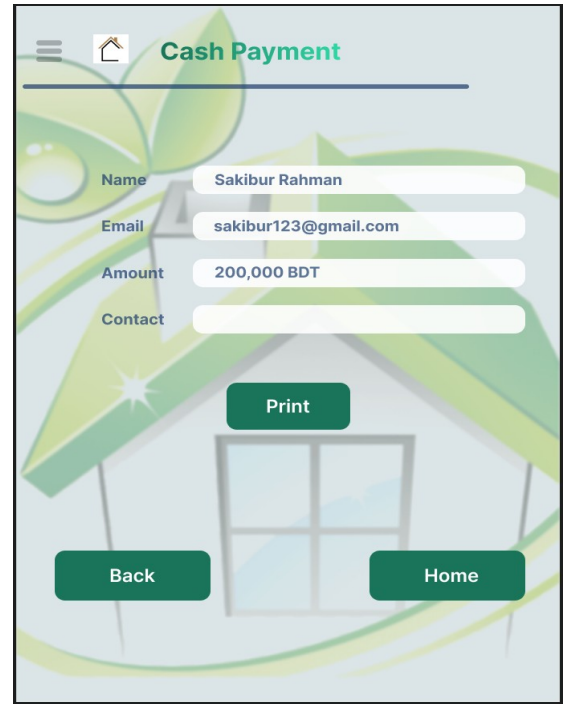 Cash Payment
Name Sakibur Rahman
Email sakibur123@gmail.com
Amount 200,000 BDT
Contact
Print
Back Home